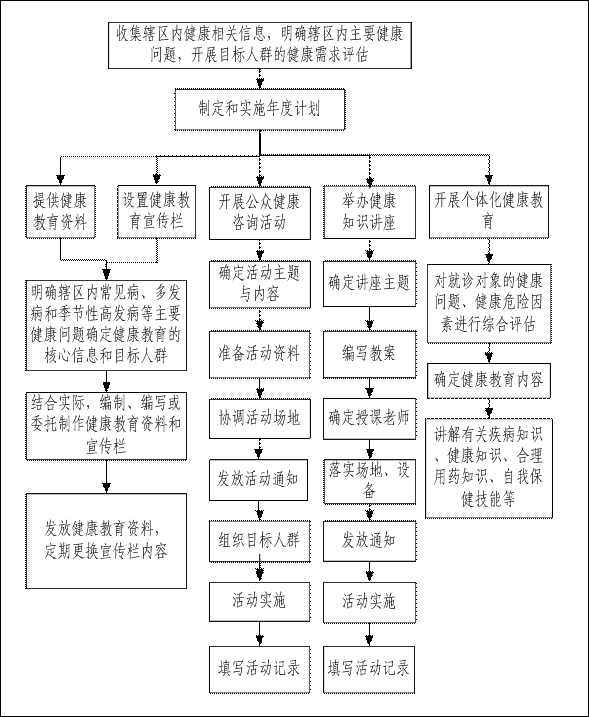 收集辖区内健康相关信息，明确辖区内主要健康
问题，开展目标人群的健康需求评估
制定和实施年度计划
提供健康
教育资料
设置健康教
育宣传栏
开展公众健康
咨询活动
举办健康
知识讲座
开展个体化健康教
育
明确辖区内常见病、多发
病和季节性高发病等主要
健康问题确定健康教育的
核心信息和目标人群
结合实际，编制、编写或
委托制作健康教育资料和
宣传栏
发放健康教育资料，
定期更换宣传栏内容
确定活动主题
与内容
准备活动资料
协调活动场地
发放活动通知
组织目标人群
活动实施
填写活动记录
确定讲座主题
编写教案
确定授课老师
落实场地、设
备
发放通知
活动实施
填写活动记录
对就诊对象的健康
问题、健康危险因
素进行综合评估
确定健康教育内容
讲解有关疾病知识
、健康知识、合理
用药知识、自我保
健技能等